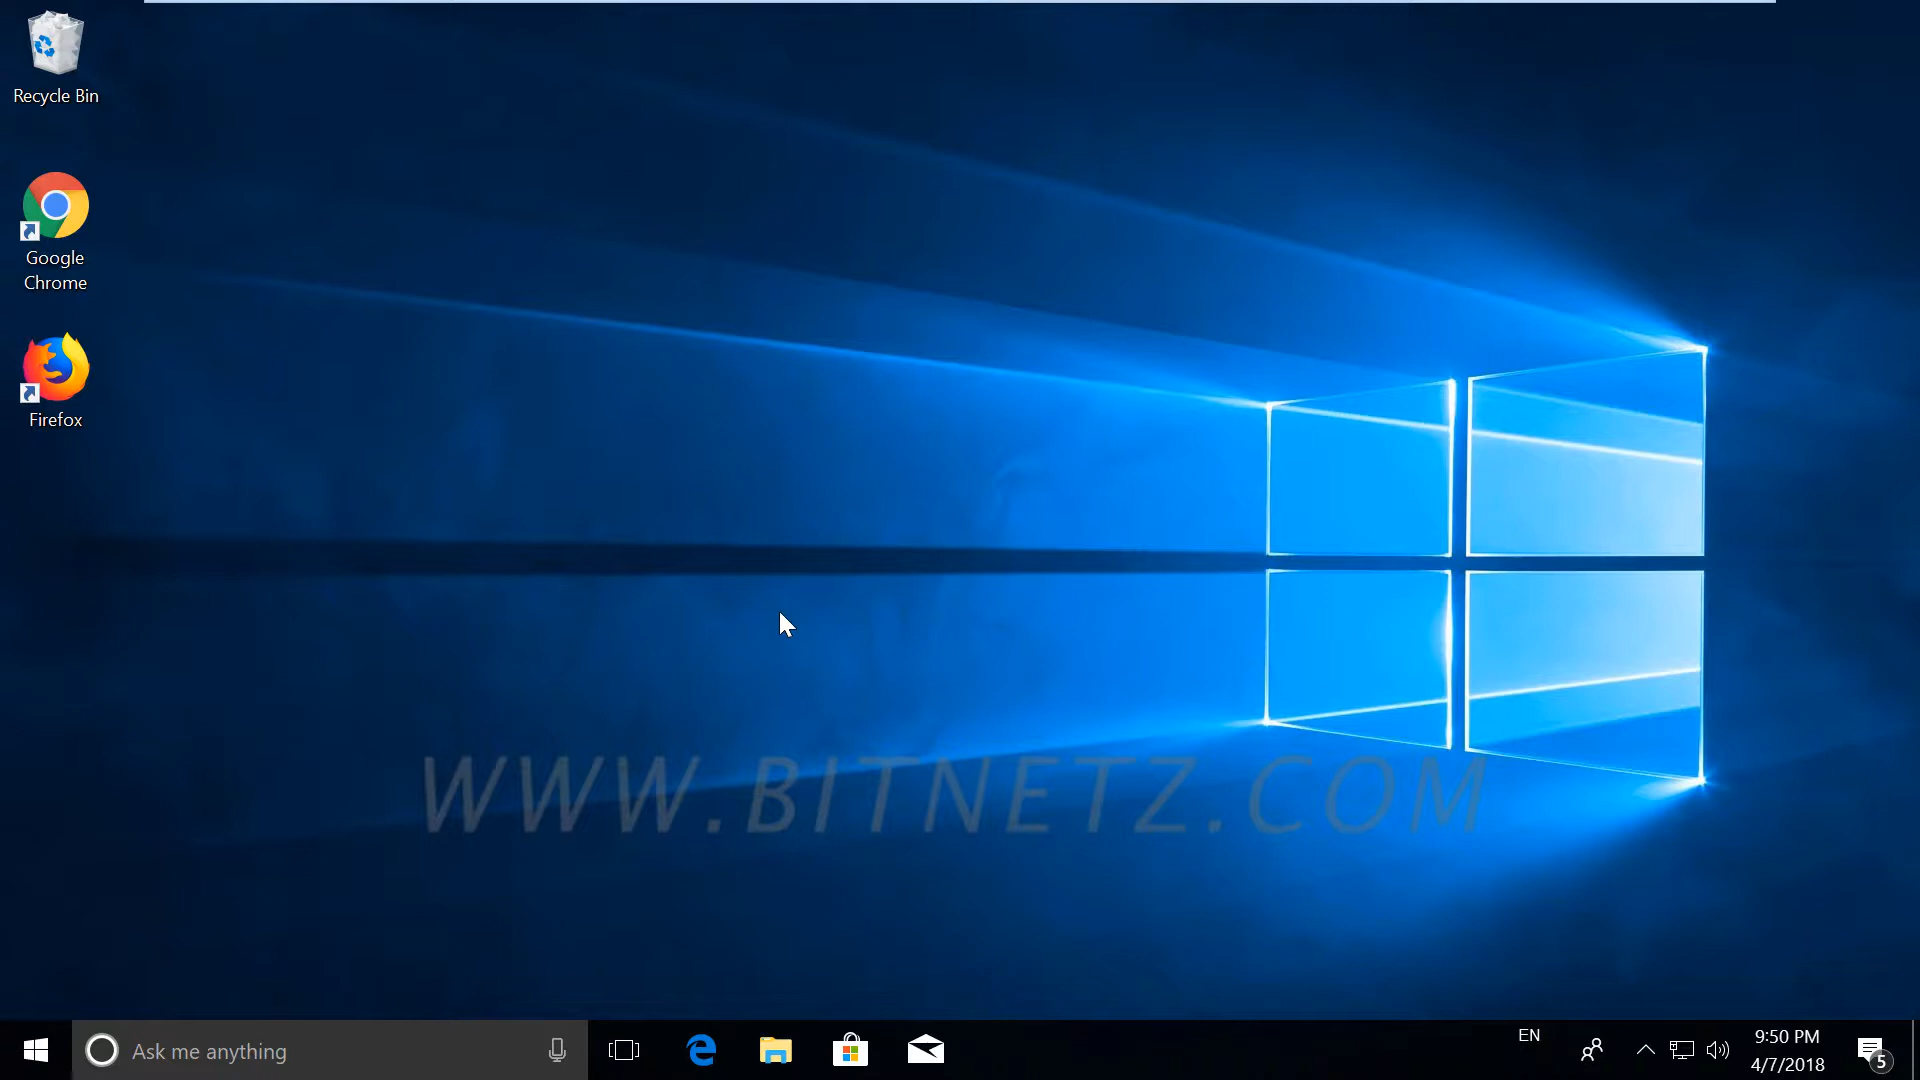 Recycle Bin
Google
Chrome
Firefox
WWW.BITNETZ.COM
Ask me anything
EN
9:50 PM
4/7/2018
5